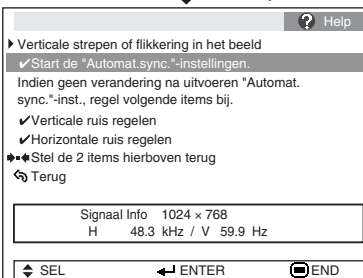 ? Help
Verticale strepen of flikkering in het beeld
✔Start de "Automat.sync."-instellingen.
Indien geen verandering na uitvoeren "Automat.
sync."-inst., regel volgende items bij.
✔Verticale ruis regelen
✔Horizontale ruis regelen
Stel de 2 items hierboven terug
Terug
Signaal Info 1024 × 768
H 48.3 kHz / V 59.9 Hz
SEL ENTER END